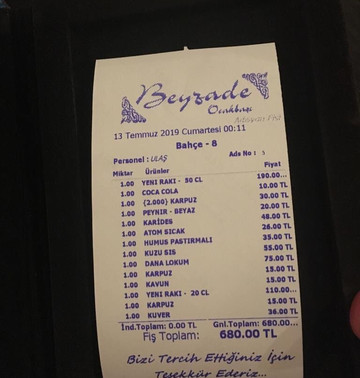 Beyzade
Ocakbaşı
13 Temmuz 2019 Cumartesi 00:11
Bahçe - 8
Personel : ULAŞ Ada No :
Miktar Ürünler Fiyat
1.00 YENI RAKI - 50 CL 190.00...
1.00 COCA COLA 10.00 TL
1.00 (2.000) KARPUZ 30.00 TL
1.00 PEYNIR - BEYAZ 20.00 TL
1.00 KARİDES 48.00 TL
1.00 ATOM SICAK 26.00 TL
1.00 HUMUS PASTIRMALI 35.00 TL
1.00 KUZU SIS 55.00 TL
1.00 DANA LOKUM 75.00 TL
1.00 KARPUZ 15.00 TL
1.00 KAVUN 15.00 TL
1.00 YENI RAKI - 20 CL 110.0...
1.00 KARPUZ 15.00 TL
1.00 KUVER 36.00 TL
İnd.Toplam: 0.00 TL Gnl.Toplam: 680.00...
Fiş Toplam: 680.00 TL
Bizi Tercih Ettiğiniz İçin
Teşekkür Ederiz...